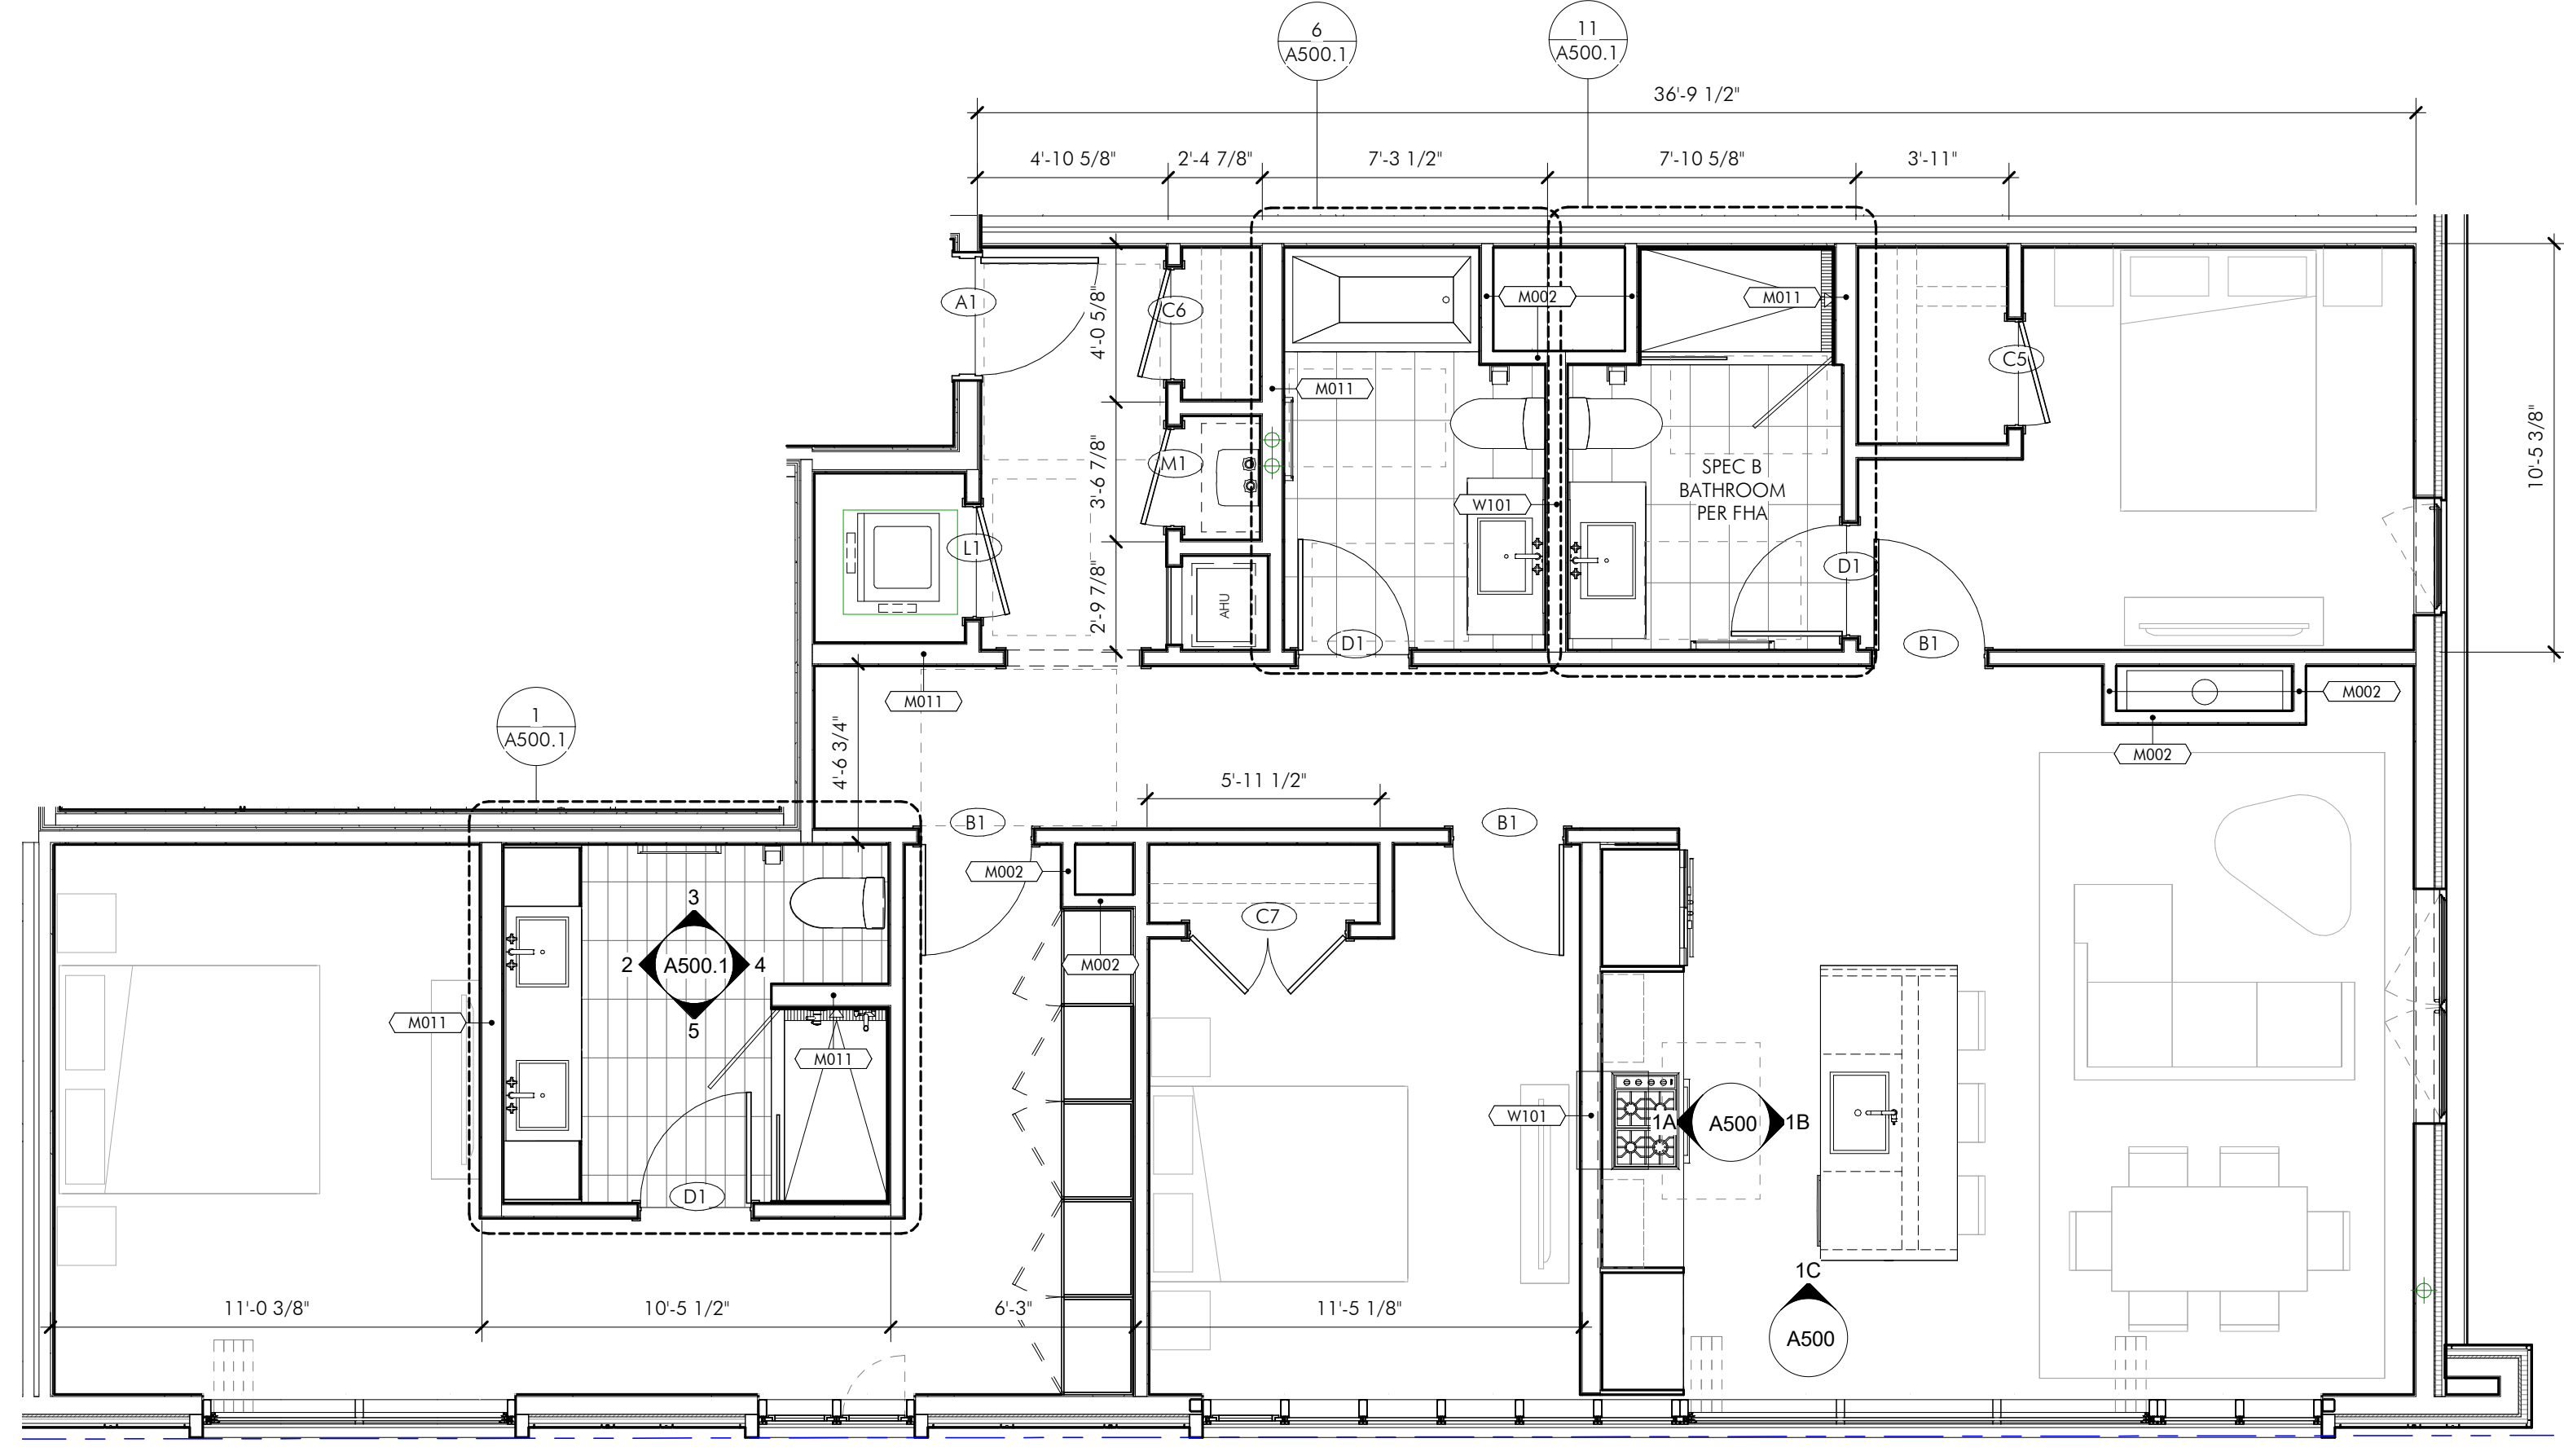 6
A500.1
11
A500.1
36'-9 1/2"
4'-10 5/8"
2'-4 7/8"
7'-3 1/2"
7'-10 5/8"
3'-11"
A1
4'-0 5/8"
C6
M002
M011
C5
M011
10'-5 3/8"
M1
3'-6 7/8"
SPEC B
BATHROOM
PER FHA
W101
L1
D1
2'-9 7/8"
AHU
D1
B1
M011
M002
1
A500.1
4'-6 3/4"
M002
5'-11 1/2"
B1
B1
M002
C7
3
2
A500.1
4
M002
5
M011
M011
W101
1A
A500
1B
D1
1C
11'-0 3/8"
10'-5 1/2"
6'-3"
11'-5 1/8"
A500